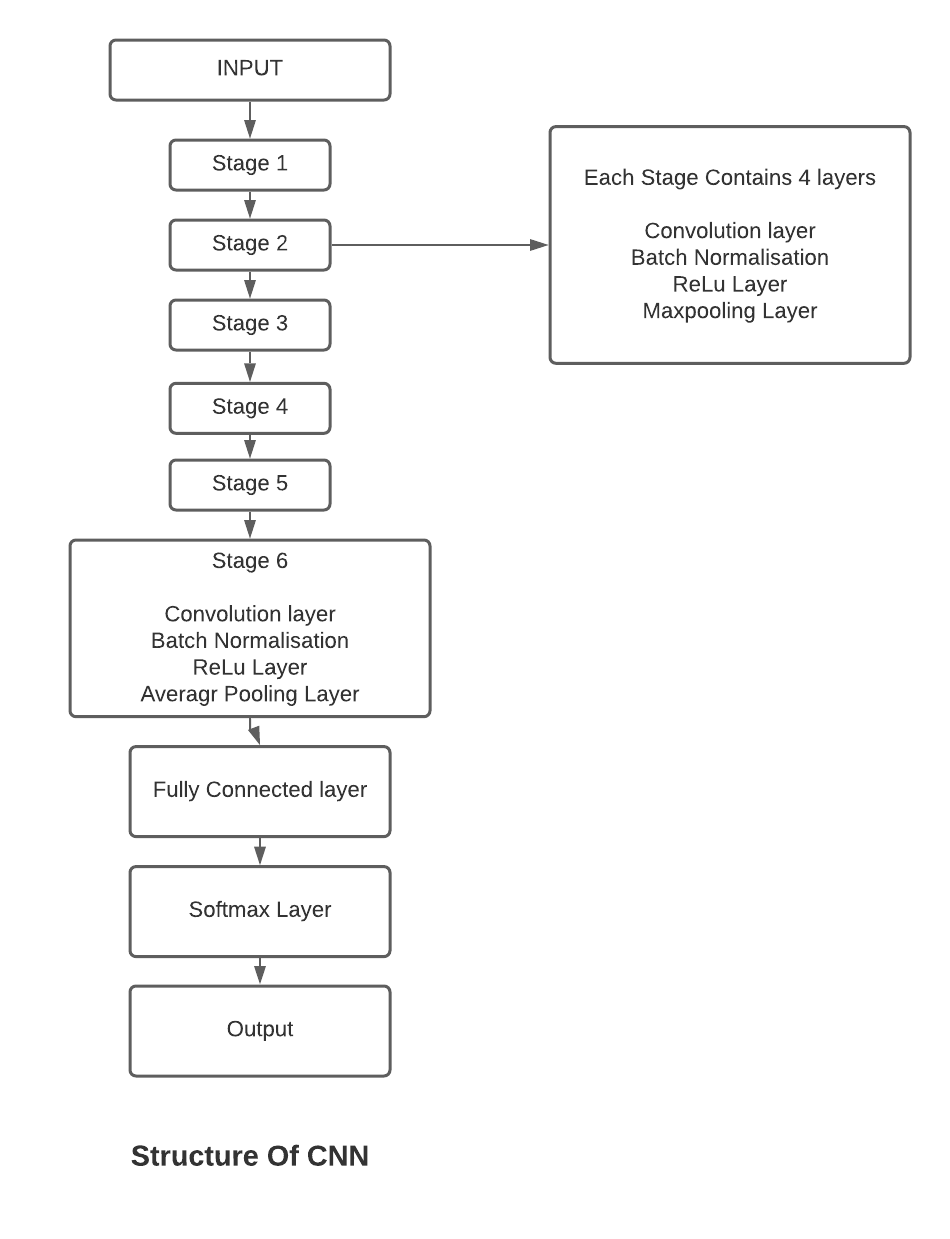 INPUT
Stage 1
Stage 2
Stage 3
Stage 4
Stage 5
Each Stage Contains 4 layers
Convolution layer
Batch Normalisation
ReLu Layer
Maxpooling Layer
Stage 6
Convolution layer
Batch Normalisation
ReLu Layer
Averagr Pooling Layer
Fully Connected layer
Softmax Layer
Output
Structure Of CNN